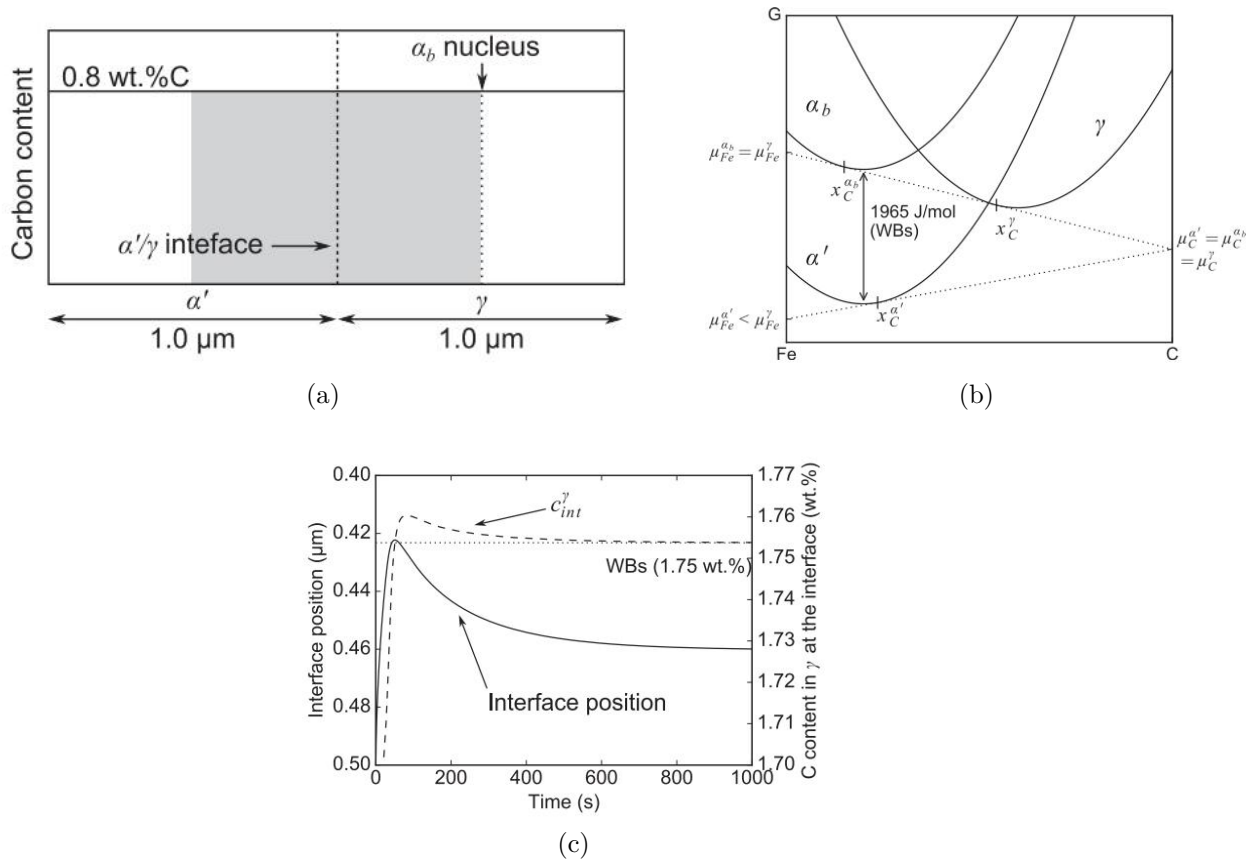 Carbon content
0.8 wt.%C
α_b nucleus
α'/γ inteface
α'
γ
1.0 μm
1.0 μm
(a)
G
α_b
γ
μ_Fe^{α_b} = μ_Fe^γ
x_C^{α_b}
1965 J/mol
(WBs)
x_C^γ
μ_C^{α'} = μ_C^{α_b}
= μ_C^γ
α'
μ_Fe^{α'} < μ_Fe^γ
x_C^{α'}
Fe
C
(b)
Interface position (μm)
0.40
0.42
0.44
0.46
0.48
0.50
c_int^γ
WBs (1.75 wt.%)
Interface position
1.77
1.76
1.75
1.74
1.73
1.72
1.71
1.70
C content in γ at the interface (wt.%)
0
200
400
600
800
1000
Time (s)
(c)